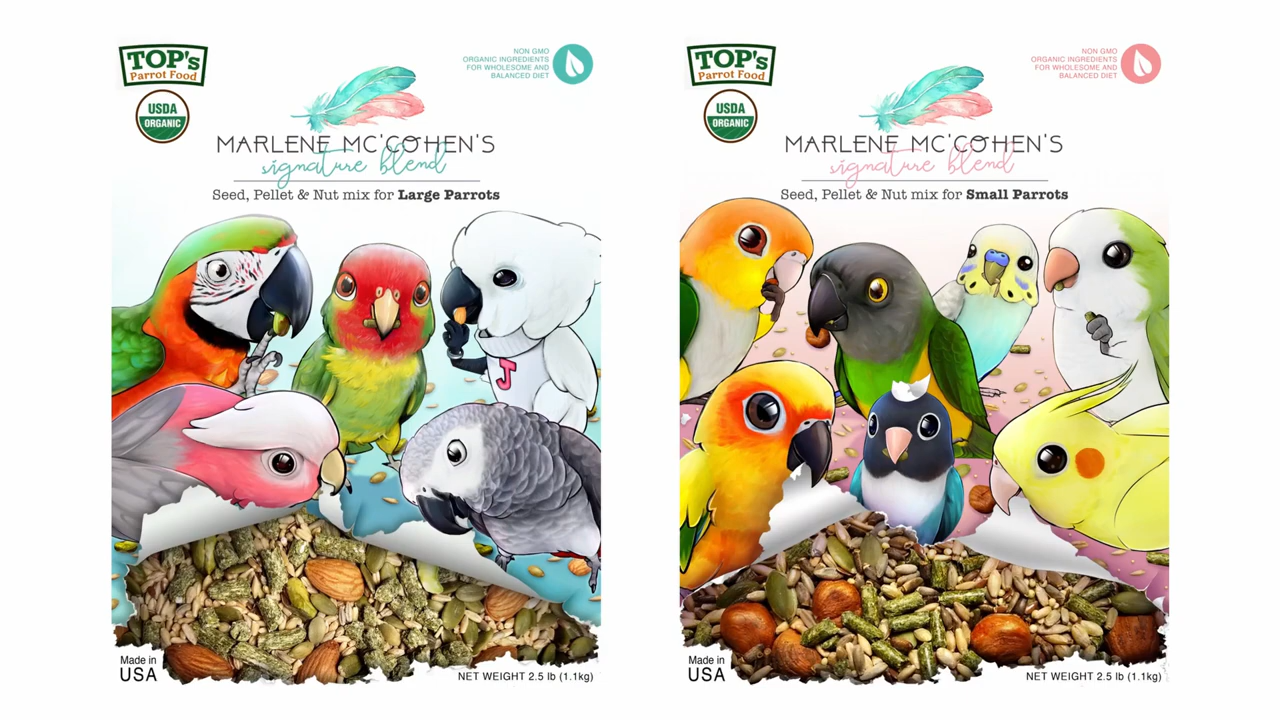 TOP's
Parrot Food
USDA
ORGANIC
NON GMO
ORGANIC INGREDIENTS
FOR WHOLESOME AND
BALANCED DIET
MARLENE MC'COHEN'S
signature blend
Seed, Pellet & Nut mix for Large Parrots
J
Made in
USA
NET WEIGHT 2.5 lb (1.1kg)
TOP's
Parrot Food
USDA
ORGANIC
NON GMO
ORGANIC INGREDIENTS
FOR WHOLESOME AND
BALANCED DIET
MARLENE MC'COHEN'S
signature blend
Seed, Pellet & Nut mix for Small Parrots
Made in
USA
NET WEIGHT 2.5 lb (1.1kg)